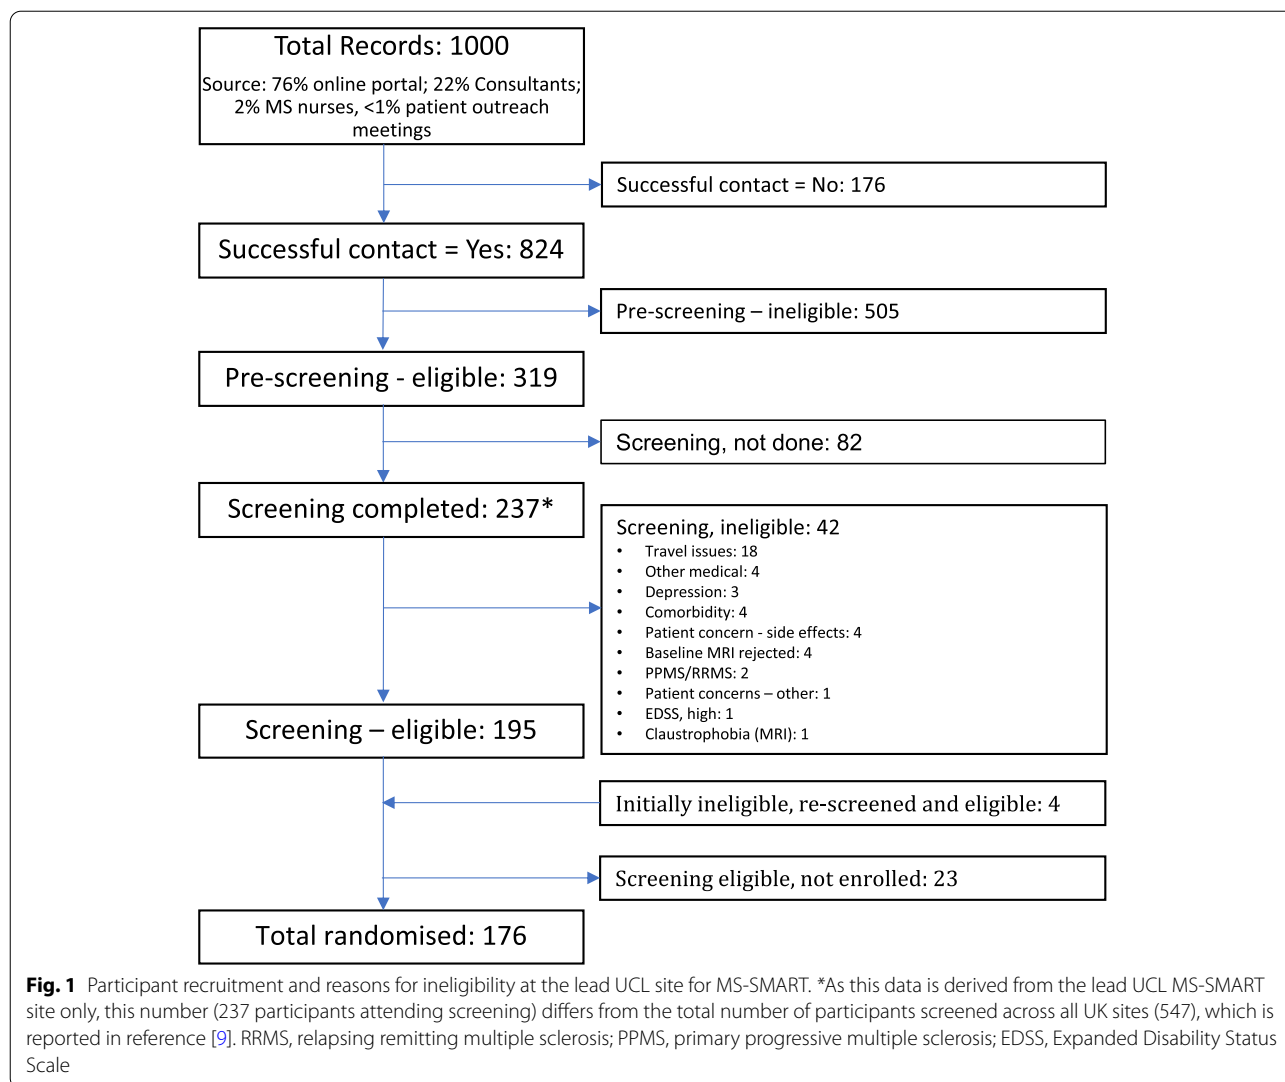 Total Records: 1000
Source: 76% online portal; 22% Consultants;
2% MS nurses, <1% patient outreach
meetings
Successful contact = No: 176
Successful contact = Yes: 824
Pre-screening – ineligible: 505
Pre-screening - eligible: 319
Screening, not done: 82
Screening completed: 237*
Screening, ineligible: 42
• Travel issues: 18
• Other medical: 4
• Depression: 3
• Comorbidity: 4
• Patient concern - side effects: 4
• Baseline MRI rejected: 4
• PPMS/RRMS: 2
• Patient concerns – other: 1
• EDSS, high: 1
• Claustrophobia (MRI): 1
Screening – eligible: 195
Initially ineligible, re-screened and eligible: 4
Screening eligible, not enrolled: 23
Total randomised: 176
Fig. 1 Participant recruitment and reasons for ineligibility at the lead UCL site for MS-SMART. *As this data is derived from the lead UCL MS-SMART
site only, this number (237 participants attending screening) differs from the total number of participants screened across all UK sites (547), which is
reported in reference [9]. RRMS, relapsing remitting multiple sclerosis; PPMS, primary progressive multiple sclerosis; EDSS, Expanded Disability Status
Scale